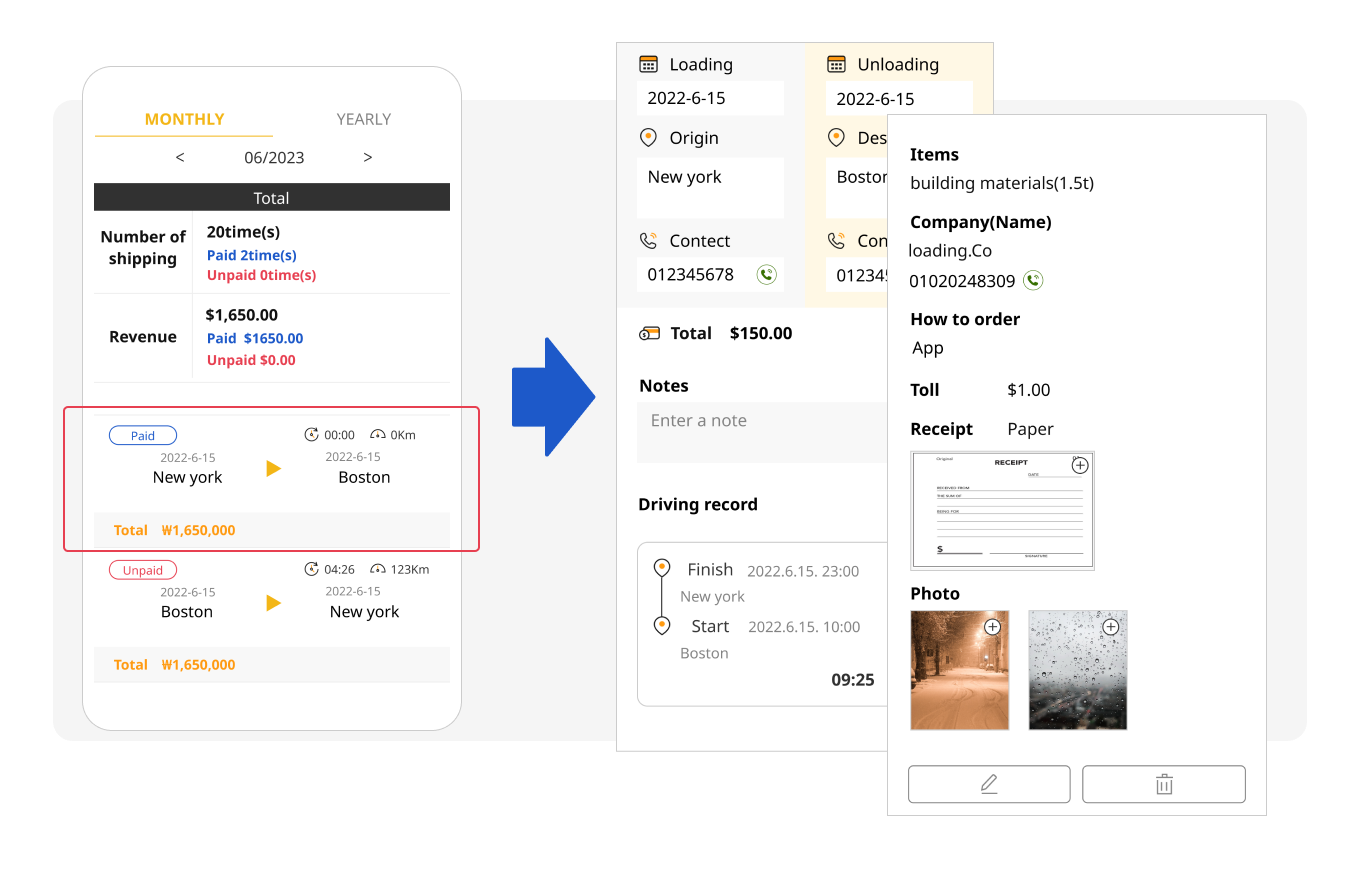 MONTHLY YEARLY
< 06/2023 >
Total
Number of shipping
20time(s)
Paid 2time(s)
Unpaid 0time(s)
Revenue
$1,650.00
Paid $1650.00
Unpaid $0.00
Paid 00:00 0Km
2022-6-15 2022-6-15
New york Boston
Total ₩1,650,000
Unpaid 04:26 123Km
2022-6-15 2022-6-15
Boston New york
Total ₩1,650,000
Loading Unloading
2022-6-15 2022-6-15
Origin Des
New york Boston
Contect Con
012345678 012345
Total $150.00
Notes
Enter a note
Driving record
Finish 2022.6.15. 23:00
New york
Start 2022.6.15. 10:00
Boston
09:25
Items
building materials(1.5t)
Company(Name)
loading.Co
01020248309
How to order
App
Toll $1.00
Receipt Paper
Original RECEIPT
DATE
RECEIVED FROM
THE SUM OF
BEING FOR
$
SIGNATURE
Photo